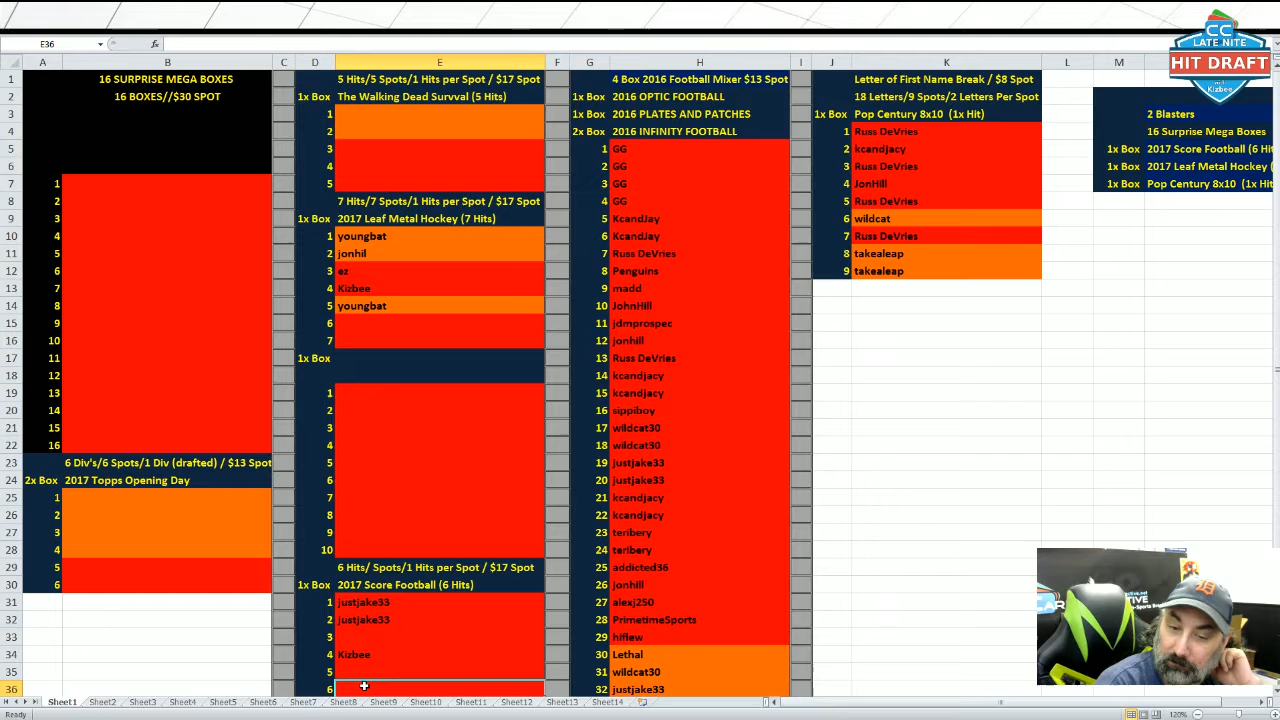 CC
LATE NITE
HIT DRAFT
Kizbee
E36
fx
A B C D E F G H I J K L M
1 16 SURPRISE MEGA BOXES 5 Hits/5 Spots/1 Hits per Spot / $17 Spot 4 Box 2016 Football Mixer $13 Spot Letter of First Name Break / $8 Spot
2 16 BOXES//$30 SPOT 1x Box The Walking Dead Survval (5 Hits) 1x Box 2016 OPTIC FOOTBALL 18 Letters/9 Spots/2 Letters Per Spot
3 1 1x Box 2016 PLATES AND PATCHES 1x Box Pop Century 8x10 (1x Hit) 2 Blasters
4 2 2x Box 2016 INFINITY FOOTBALL 1 Russ DeVries 16 Surprise Mega Boxes
5 3 1 GG 2 kcandjacy 1x Box 2017 Score Football (6 Hit
6 4 2 GG 3 Russ DeVries 1x Box 2017 Leaf Metal Hockey (
7 1 5 3 GG 4 JonHill 1x Box Pop Century 8x10 (1x Hit
8 2 7 Hits/7 Spots/1 Hits per Spot / $17 Spot 4 GG 5 Russ DeVries
9 3 1x Box 2017 Leaf Metal Hockey (7 Hits) 5 KcandJay 6 wildcat
10 4 1 youngbat 6 KcandJay 7 Russ DeVries
11 5 2 jonhil 7 Russ DeVries 8 takealeap
12 6 3 ez 8 Penguins 9 takealeap
13 7 4 Kizbee 9 madd
14 8 5 youngbat 10 JohnHill
15 9 6 11 jdmprospec
16 10 7 12 jonhill
17 11 1x Box 13 Russ DeVries
18 12 14 kcandjacy
19 13 1 15 kcandjacy
20 14 2 16 sippiboy
21 15 3 17 wildcat30
22 16 4 18 wildcat30
23 6 Div's/6 Spots/1 Div (drafted) / $13 Spot 5 19 justjake33
24 2x Box 2017 Topps Opening Day 6 20 justjake33
25 1 7 21 kcandjacy
26 2 8 22 kcandjacy
27 3 9 23 teribery
28 4 10 24 teribery
29 5 6 Hits/ Spots/1 Hits per Spot / $17 Spot 25 addicted36
30 6 1x Box 2017 Score Football (6 Hits) 26 jonhill
31 1 justjake33 27 alexj250
32 2 justjake33 28 PrimetimeSports
33 3 29 hiflew
34 4 Kizbee 30 Lethal
35 5 31 wildcat30
36 6 32 justjake33
Sheet1 Sheet2 Sheet3 Sheet4 Sheet5 Sheet6 Sheet7 Sheet8 Sheet9 Sheet10 Sheet11 Sheet12 Sheet13 Sheet14
Ready 120%